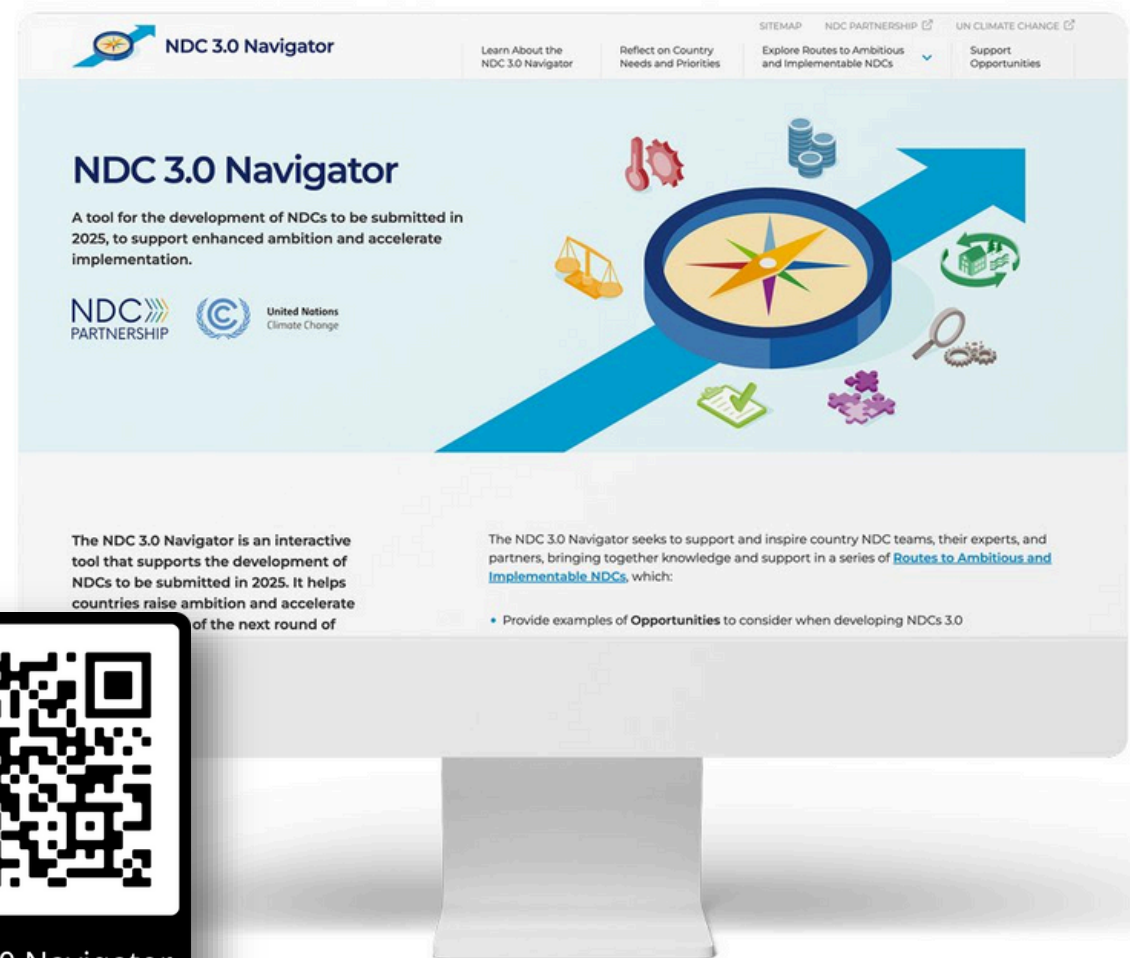 SITEMAP NDC PARTNERSHIP UN CLIMATE CHANGE
NDC 3.0 Navigator
Learn About the
NDC 3.0 Navigator
Reflect on Country
Needs and Priorities
Explore Routes to Ambitious
and Implementable NDCs
Support
Opportunities
NDC 3.0 Navigator
A tool for the development of NDCs to be submitted in
2025, to support enhanced ambition and accelerate
implementation.
NDC
PARTNERSHIP
United Nations
Climate Change
The NDC 3.0 Navigator is an interactive
tool that supports the development of
NDCs to be submitted in 2025. It helps
countries raise ambition and accelerate
of the next round of
The NDC 3.0 Navigator seeks to support and inspire country NDC teams, their experts, and
partners, bringing together knowledge and support in a series of Routes to Ambitious and
Implementable NDCs, which:
• Provide examples of Opportunities to consider when developing NDCs 3.0
0 Navigator